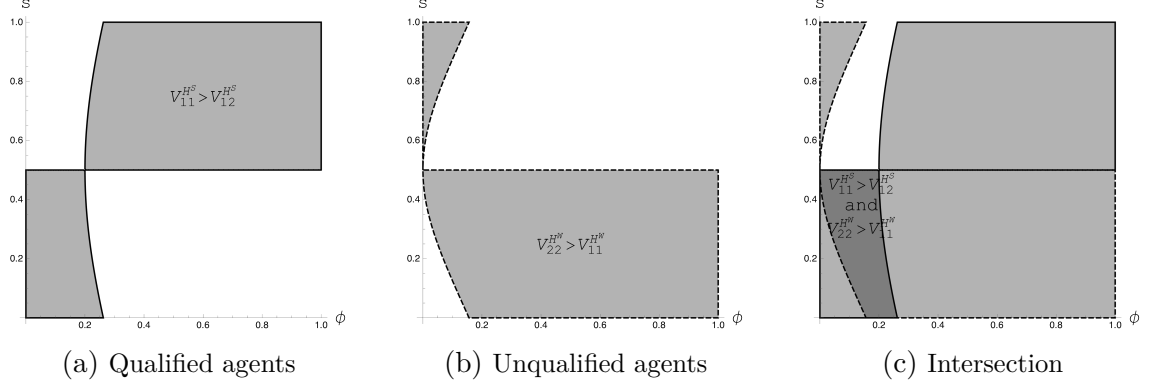 S
1.0
0.8
0.6
0.4
0.2
V_{11}^{H^S}>V_{12}^{H^S}
0.2 0.4 0.6 0.8 1.0 ϕ
(a) Qualified agents
S
1.0
0.8
0.6
0.4
0.2
V_{22}^{H^W}>V_{11}^{H^W}
0.2 0.4 0.6 0.8 1.0 ϕ
(b) Unqualified agents
S
1.0
0.8
0.6
0.4
0.2
V_{11}^{H^S}>V_{12}^{H^S}
and
V_{22}^{H^W}>V_{11}^{H^W}
0.2 0.4 0.6 0.8 1.0 ϕ
(c) Intersection